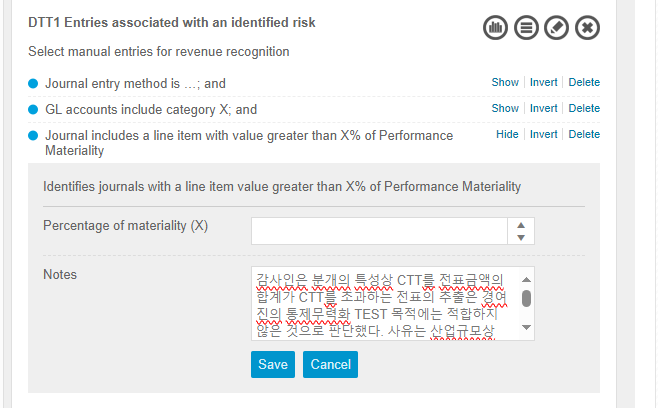 DTT1 Entries associated with an identified risk
Select manual entries for revenue recognition
Journal entry method is ...; and
Show Invert Delete
GL accounts include category X; and
Show Invert Delete
Journal includes a line item with value greater than X% of Performance
Materiality
Hide Invert Delete
Identifies journals with a line item value greater than X% of Performance Materiality
Percentage of materiality (X)
Notes
감사인은 분개의 특성상 CTT를 전표금액의
합계가 CTT를 초과하는 전표의 추출은 경여
진의 통제무력화 TEST 목적에는 적합하지
않은 것으로 판단했다. 사유는 산업규모상
Save Cancel